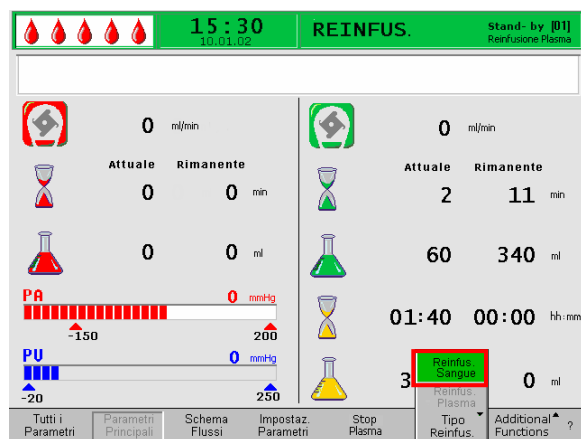 15:30
10.01.02
REINFUS.
Stand- by [01]
Reinfusione Plasma
0 ml/min
Attuale Rimanente
0 0 min
0 0 ml
PA 0 mmHg
-150 200
PV 0 mmHg
-20 250
0 ml/min
Attuale Rimanente
2 11 min
60 340 ml
01:40 00:00 hh:mm
3 0 ml
Reinfus. Sangue
Reinfus. Plasma
Tutti i Parametri
Parametri Principali
Schema Flussi
Impostaz. Parametri
Stop Plasma
Tipo Reinfus.
Additional Functions
?